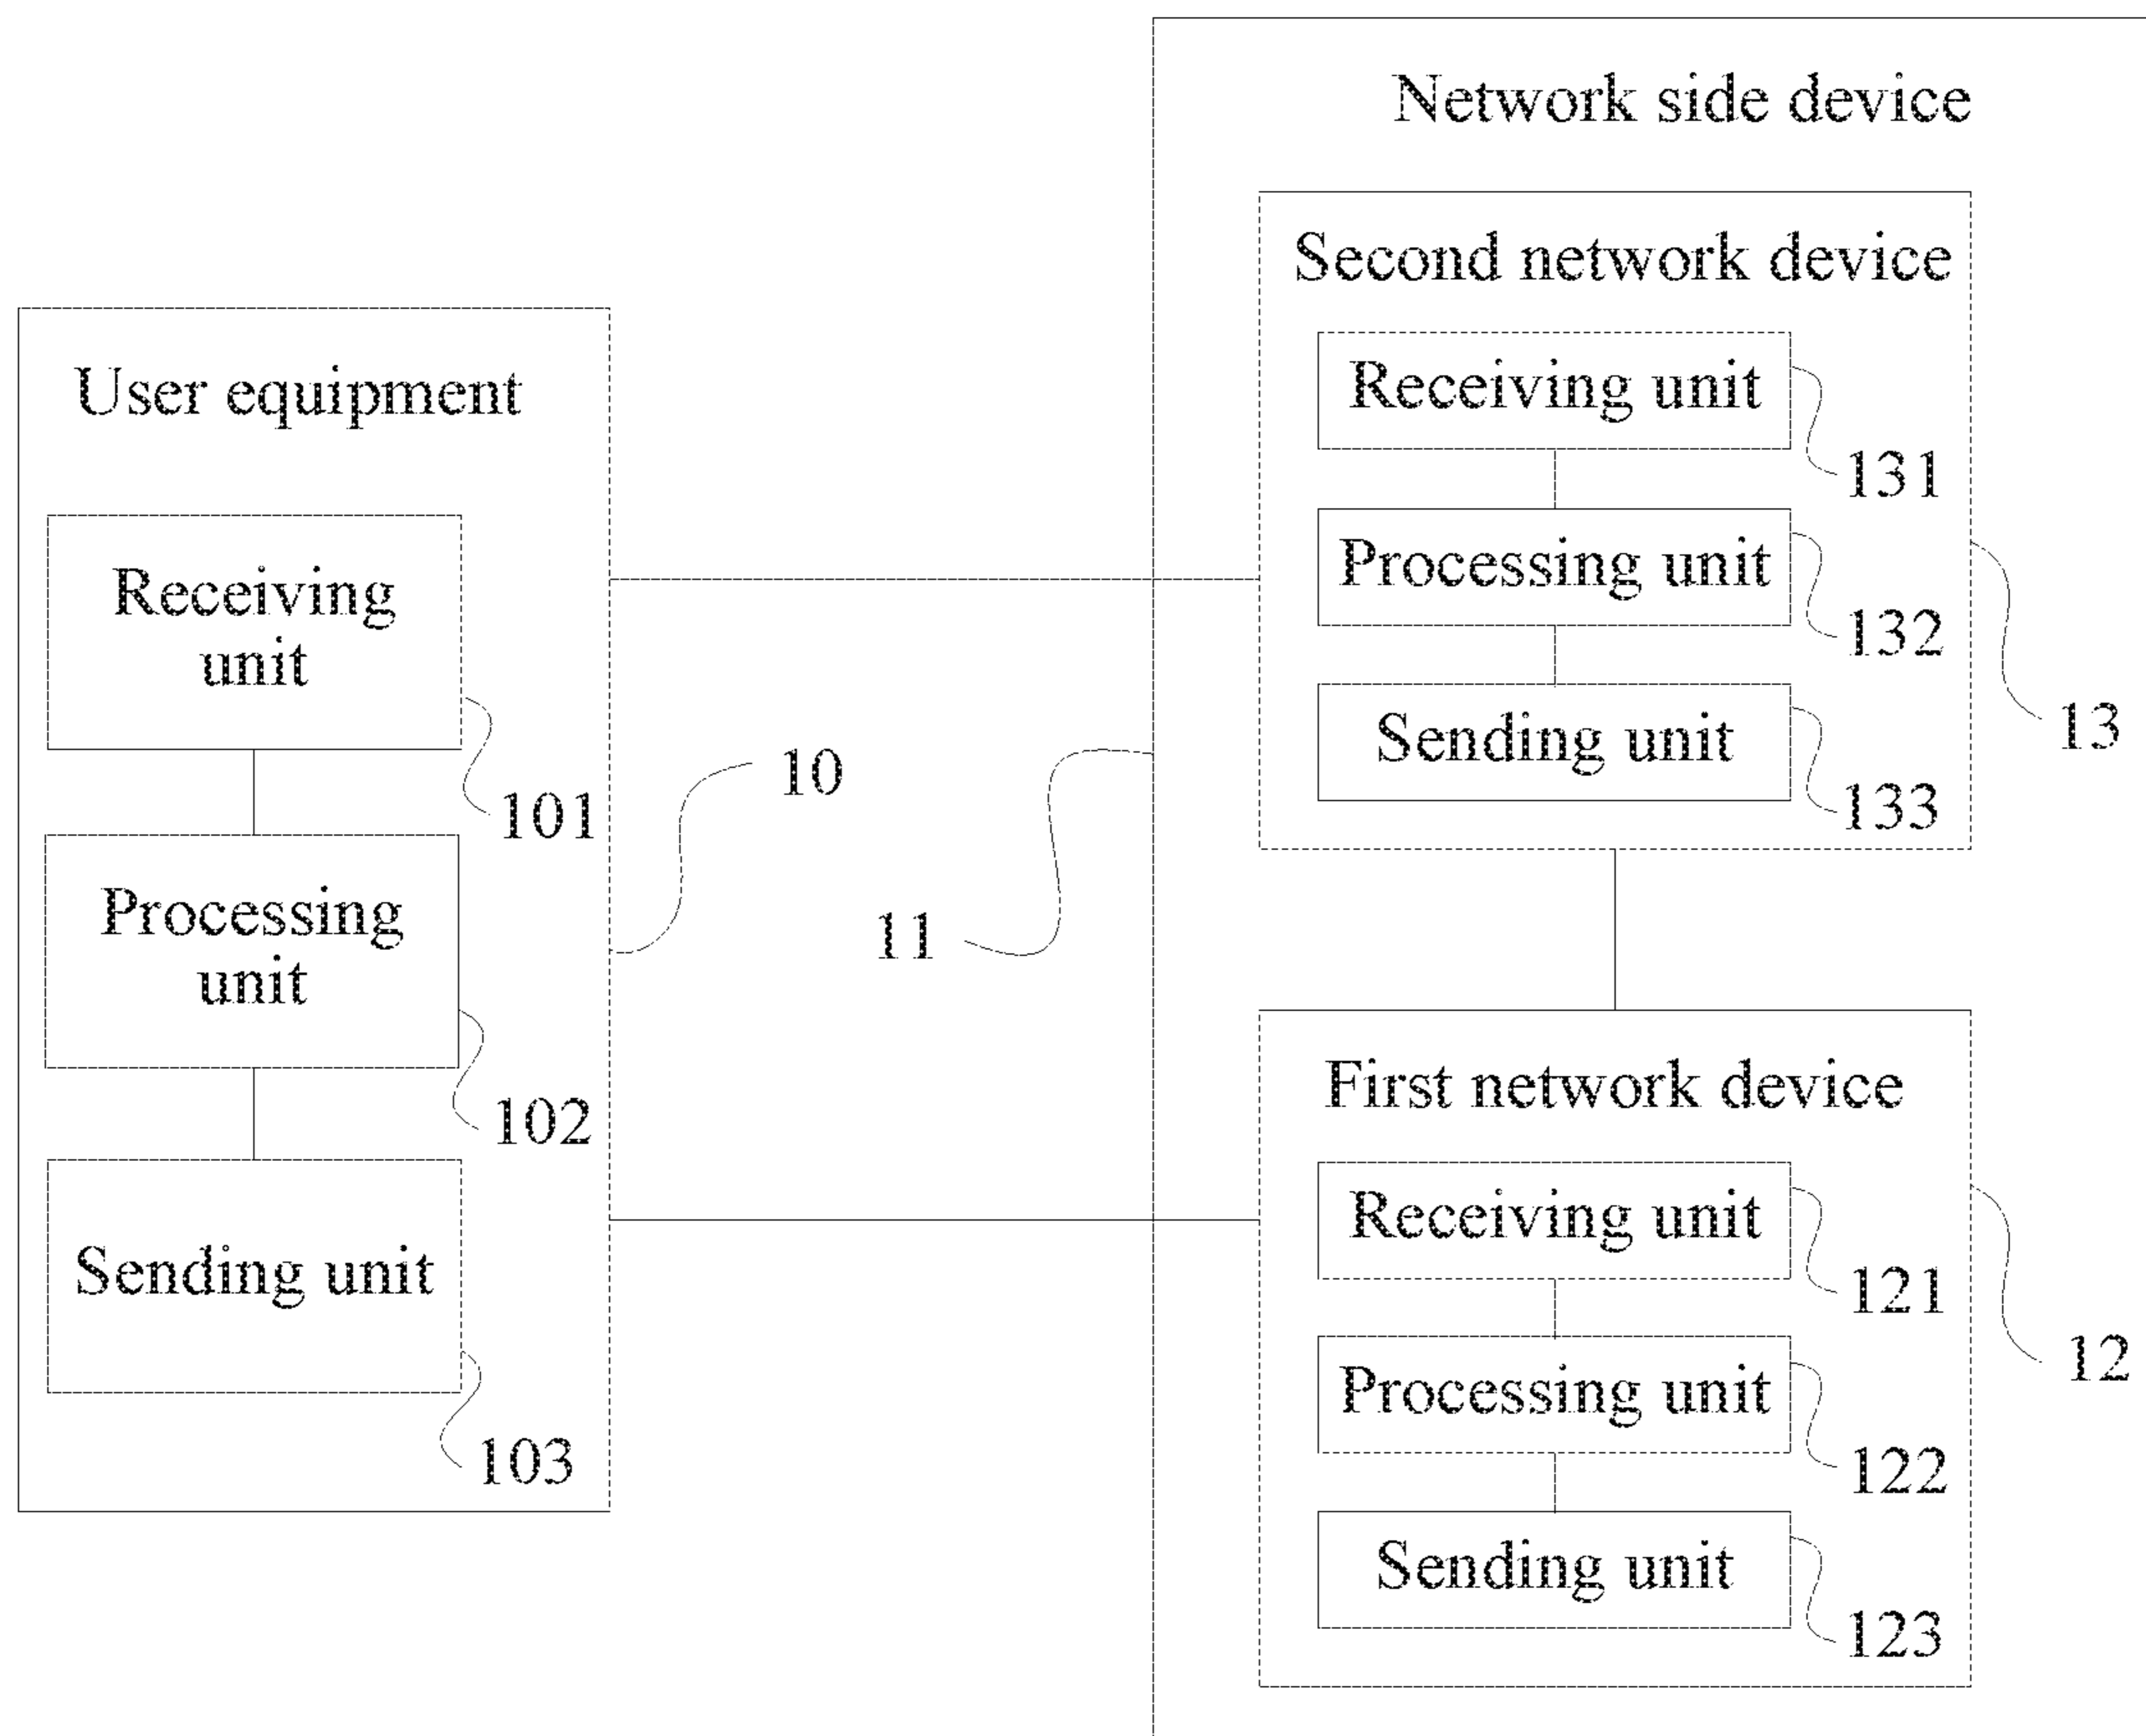 Network side device
Second network device
Receiving unit
131
Processing unit
132
Sending unit
133
13
User equipment
Receiving
unit
101
Processing
unit
102
Sending unit
103
10
11
First network device
Receiving unit
121
Processing unit
122
Sending unit
123
12